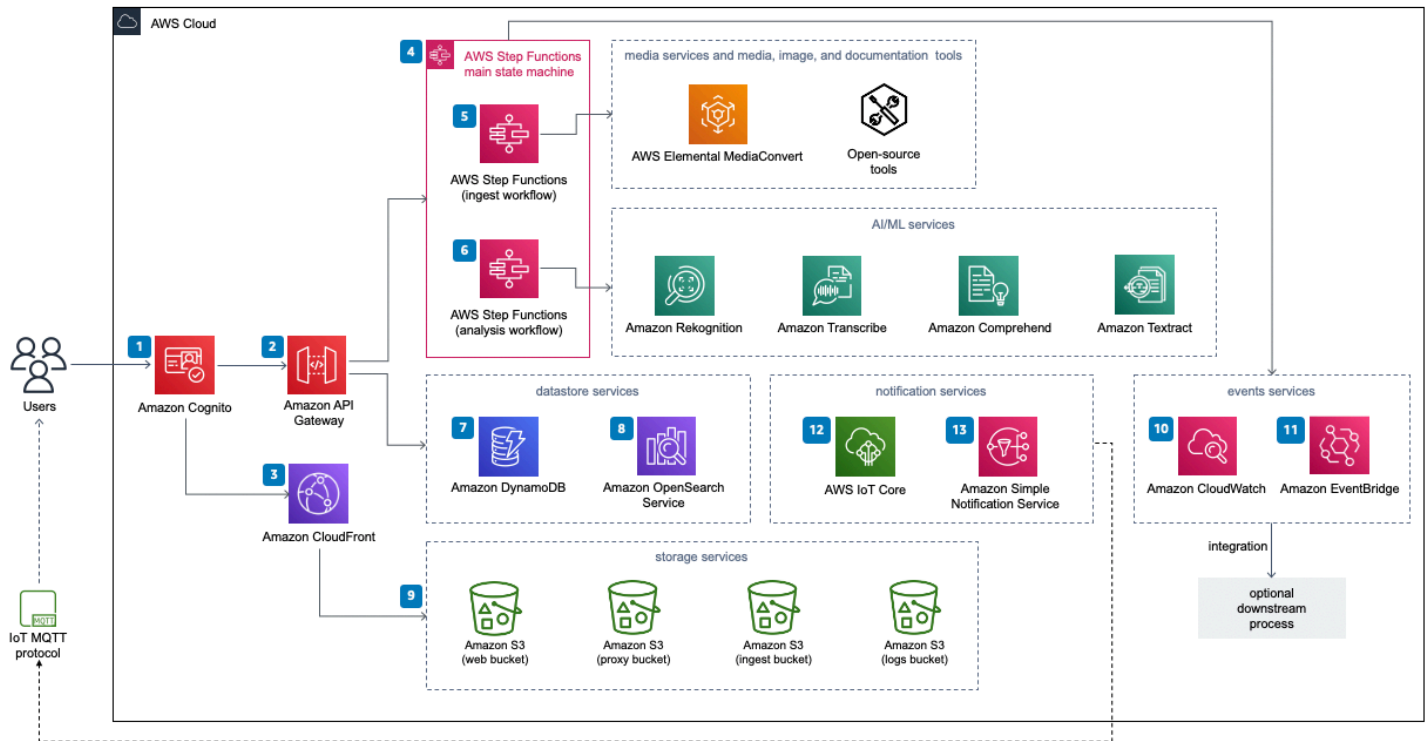 AWS Cloud
4
AWS Step Functions
main state machine
5
AWS Step Functions
(ingest workflow)
6
AWS Step Functions
(analysis workflow)
media services and media, image, and documentation tools
AWS Elemental MediaConvert
Open-source
tools
AI/ML services
Amazon Rekognition
Amazon Transcribe
Amazon Comprehend
Amazon Textract
Users
1
Amazon Cognito
2
Amazon API
Gateway
3
Amazon CloudFront
datastore services
7
Amazon DynamoDB
8
Amazon OpenSearch
Service
notification services
12
AWS IoT Core
13
Amazon Simple
Notification Service
events services
10
Amazon CloudWatch
11
Amazon EventBridge
integration
optional
downstream
process
storage services
9
Amazon S3
(web bucket)
Amazon S3
(proxy bucket)
Amazon S3
(ingest bucket)
Amazon S3
(logs bucket)
MQTT
IoT MQTT
protocol